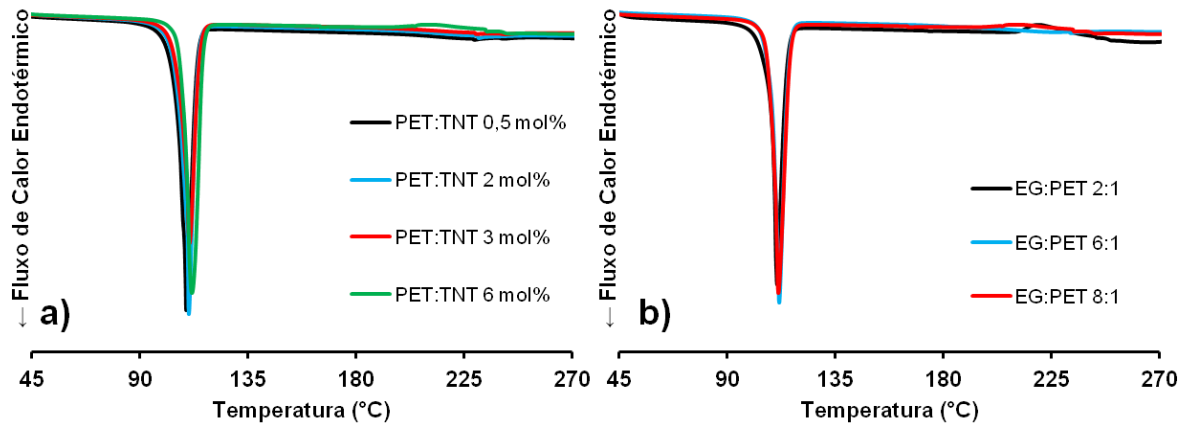 ↓ Fluxo de Calor Endotérmico
PET:TNT 0,5 mol%
PET:TNT 2 mol%
PET:TNT 3 mol%
PET:TNT 6 mol%
a)
45 90 135 180 225 270
Temperatura (°C)
↓ Fluxo de Calor Endotérmico
EG:PET 2:1
EG:PET 6:1
EG:PET 8:1
b)
45 90 135 180 225 270
Temperatura (°C)